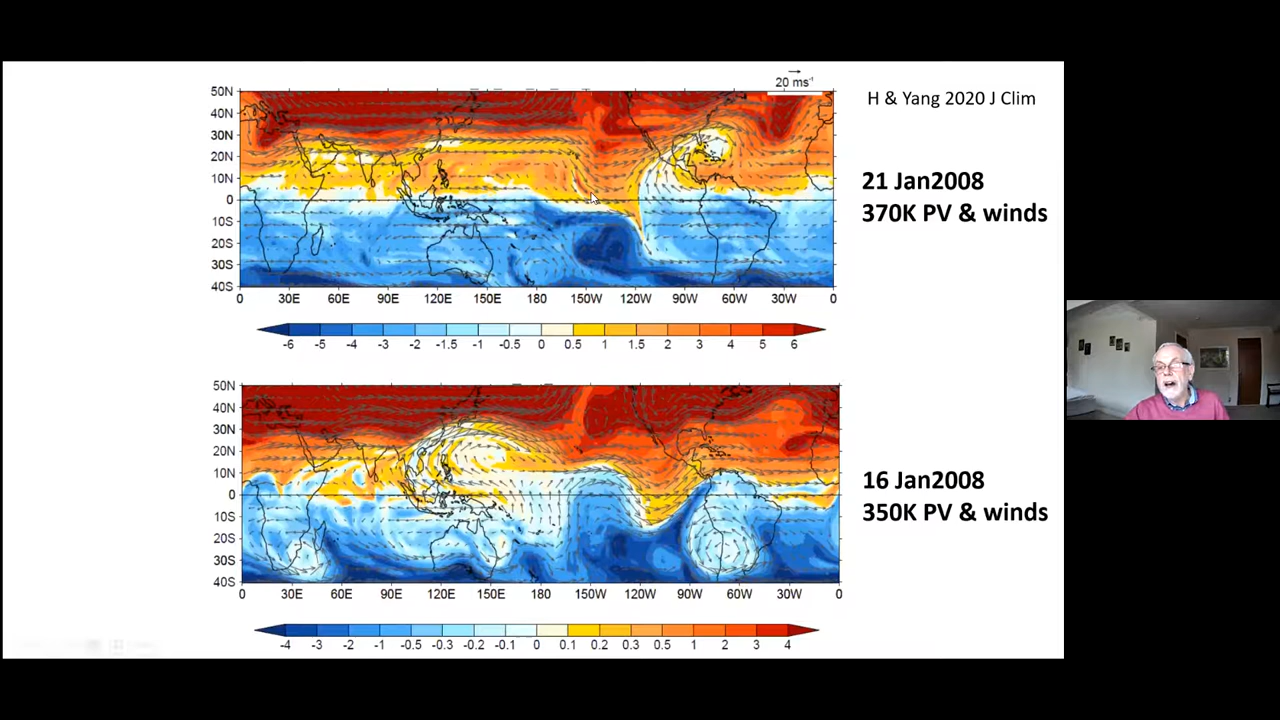 20 ms⁻¹
H & Yang 2020 J Clim
50N
40N
30N
20N
10N
0
10S
20S
30S
40S
0 30E 60E 90E 120E 150E 180 150W 120W 90W 60W 30W 0
21 Jan2008
370K PV & winds
-6 -5 -4 -3 -2 -1.5 -1 -0.5 0 0.5 1 1.5 2 3 4 5 6
50N
40N
30N
20N
10N
0
10S
20S
30S
40S
0 30E 60E 90E 120E 150E 180 150W 120W 90W 60W 30W 0
16 Jan2008
350K PV & winds
-4 -3 -2 -1 -0.5 -0.3 -0.2 -0.1 0 0.1 0.2 0.3 0.5 1 2 3 4